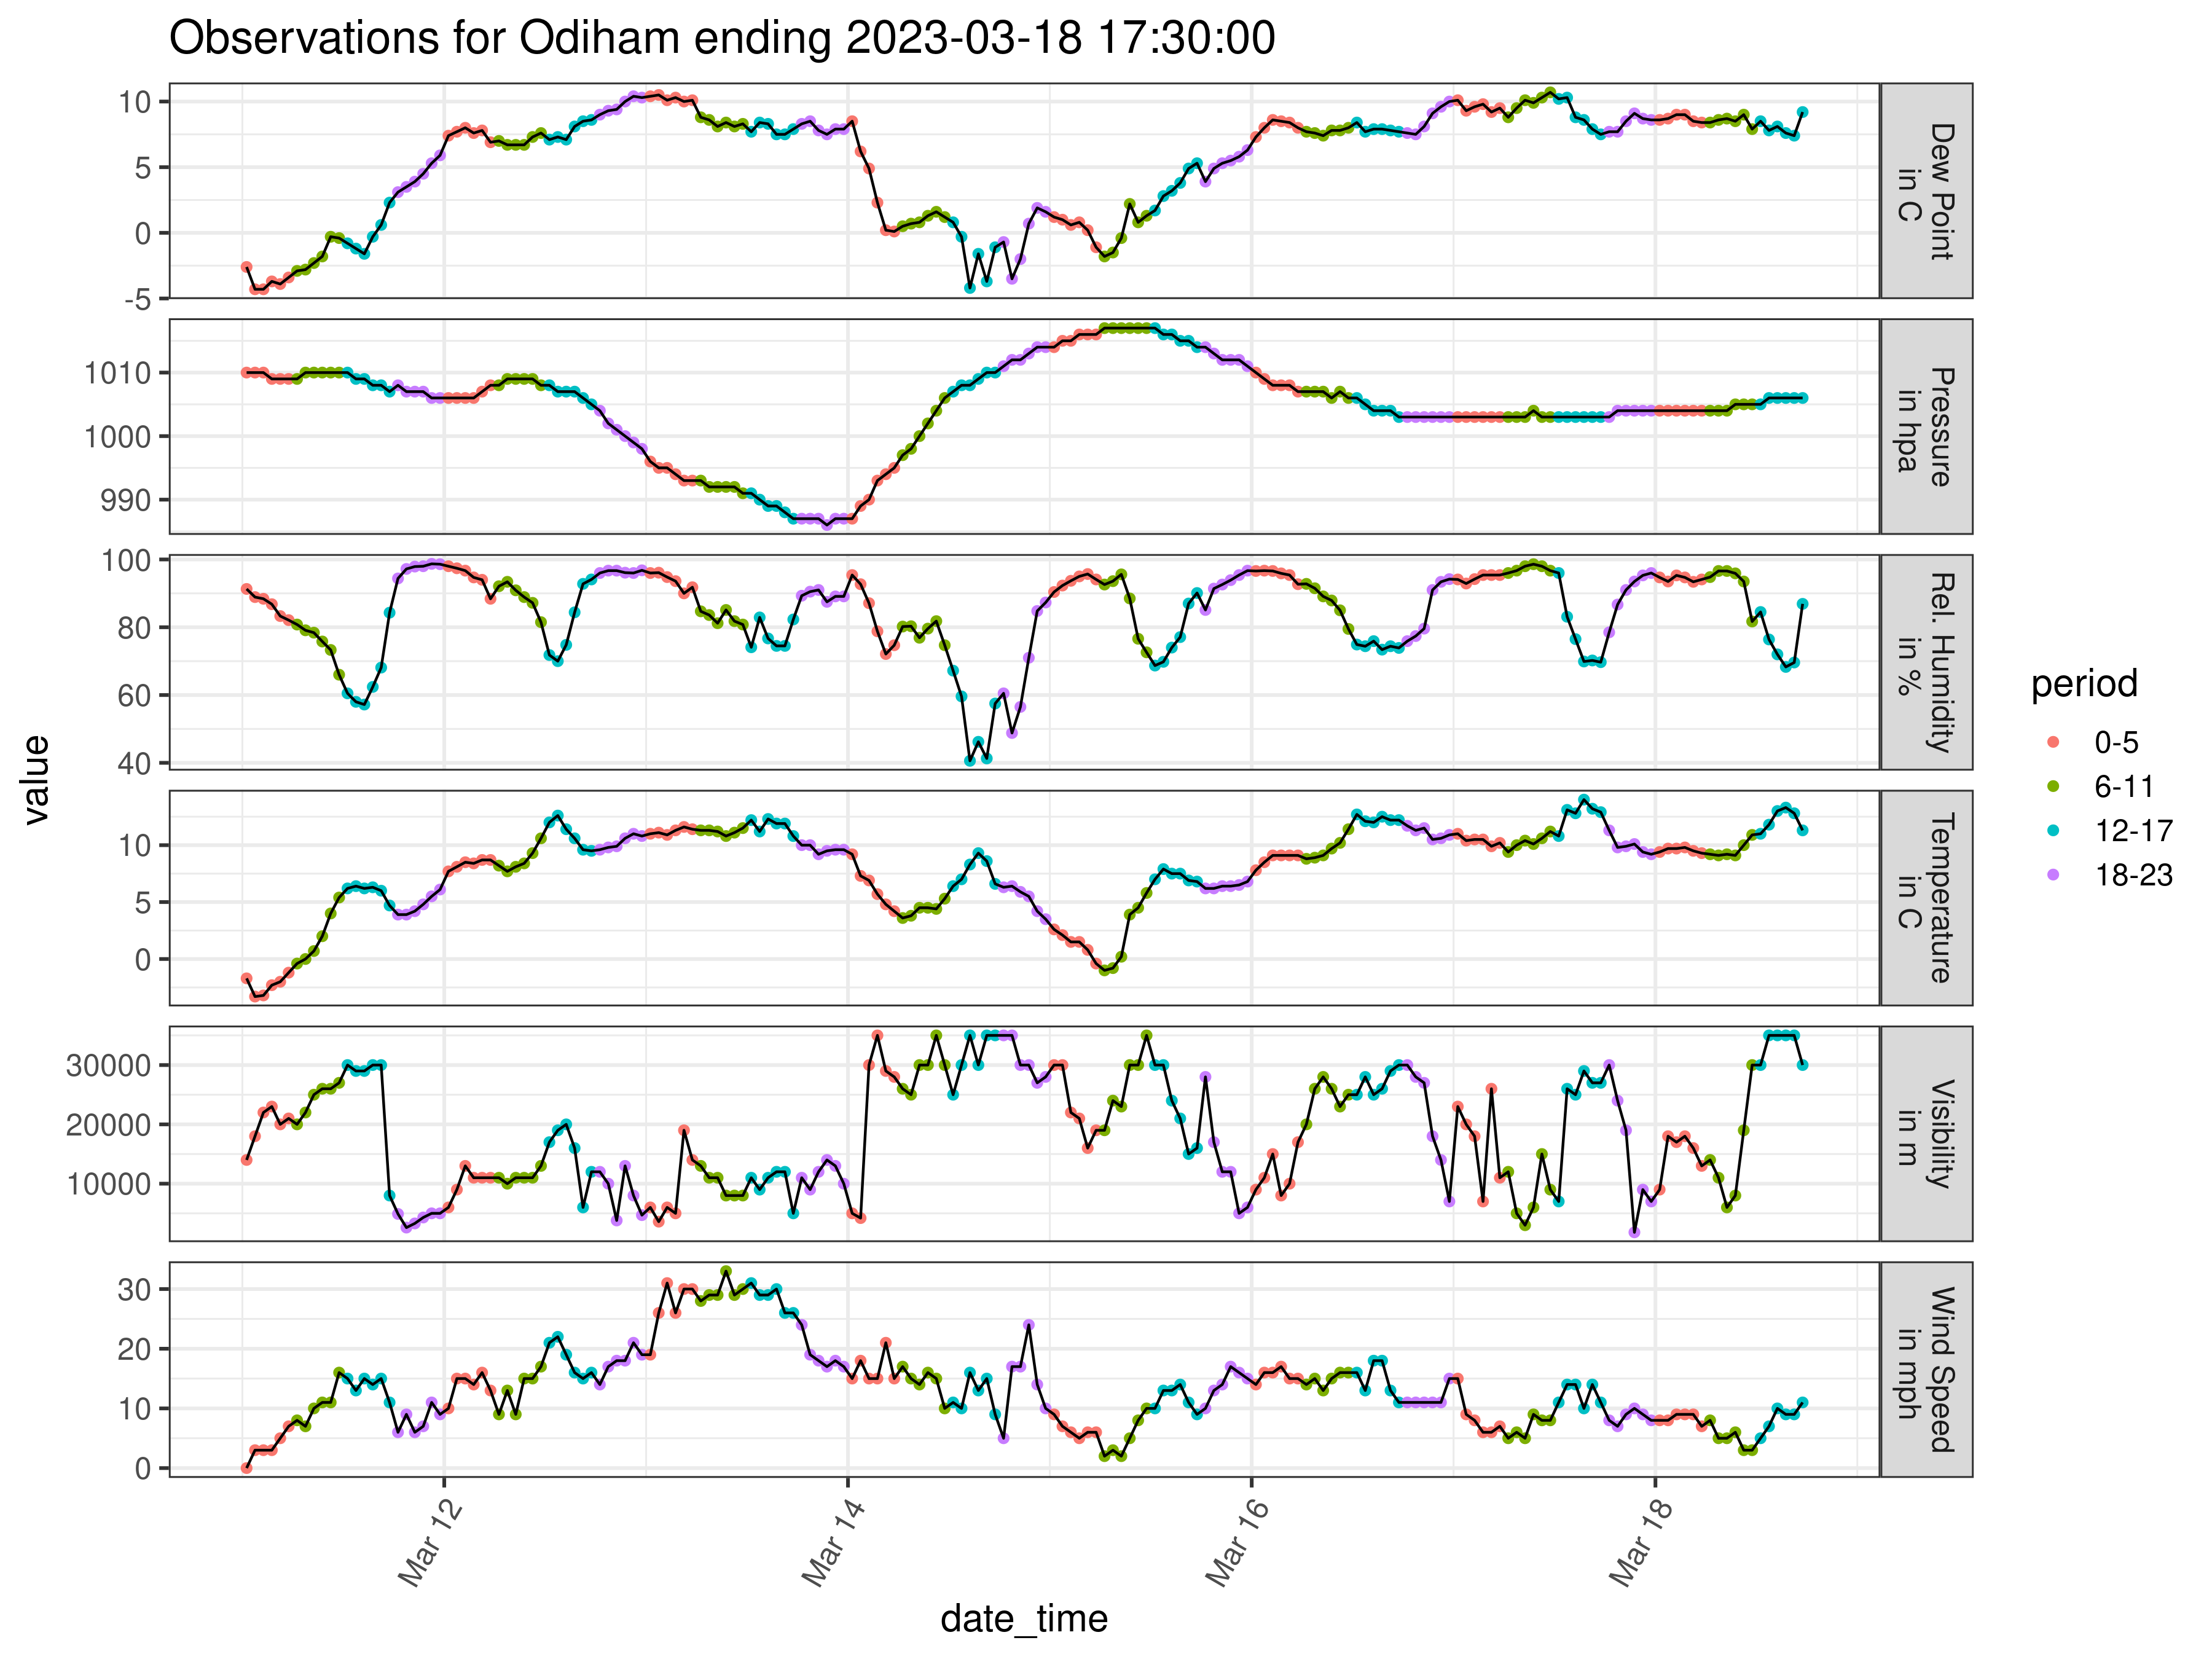 Observations for Odiham ending 2023-03-18 17:30:00
value
10
5
0
-5
Dew Point
in C
1010
1000
990
Pressure
in hpa
100
80
60
40
Rel. Humidity
in %
10
5
0
Temperature
in C
30000
20000
10000
Visibility
in m
30
20
10
0
Wind Speed
in mph
Mar 12
Mar 14
Mar 16
Mar 18
date_time
period
0-5
6-11
12-17
18-23